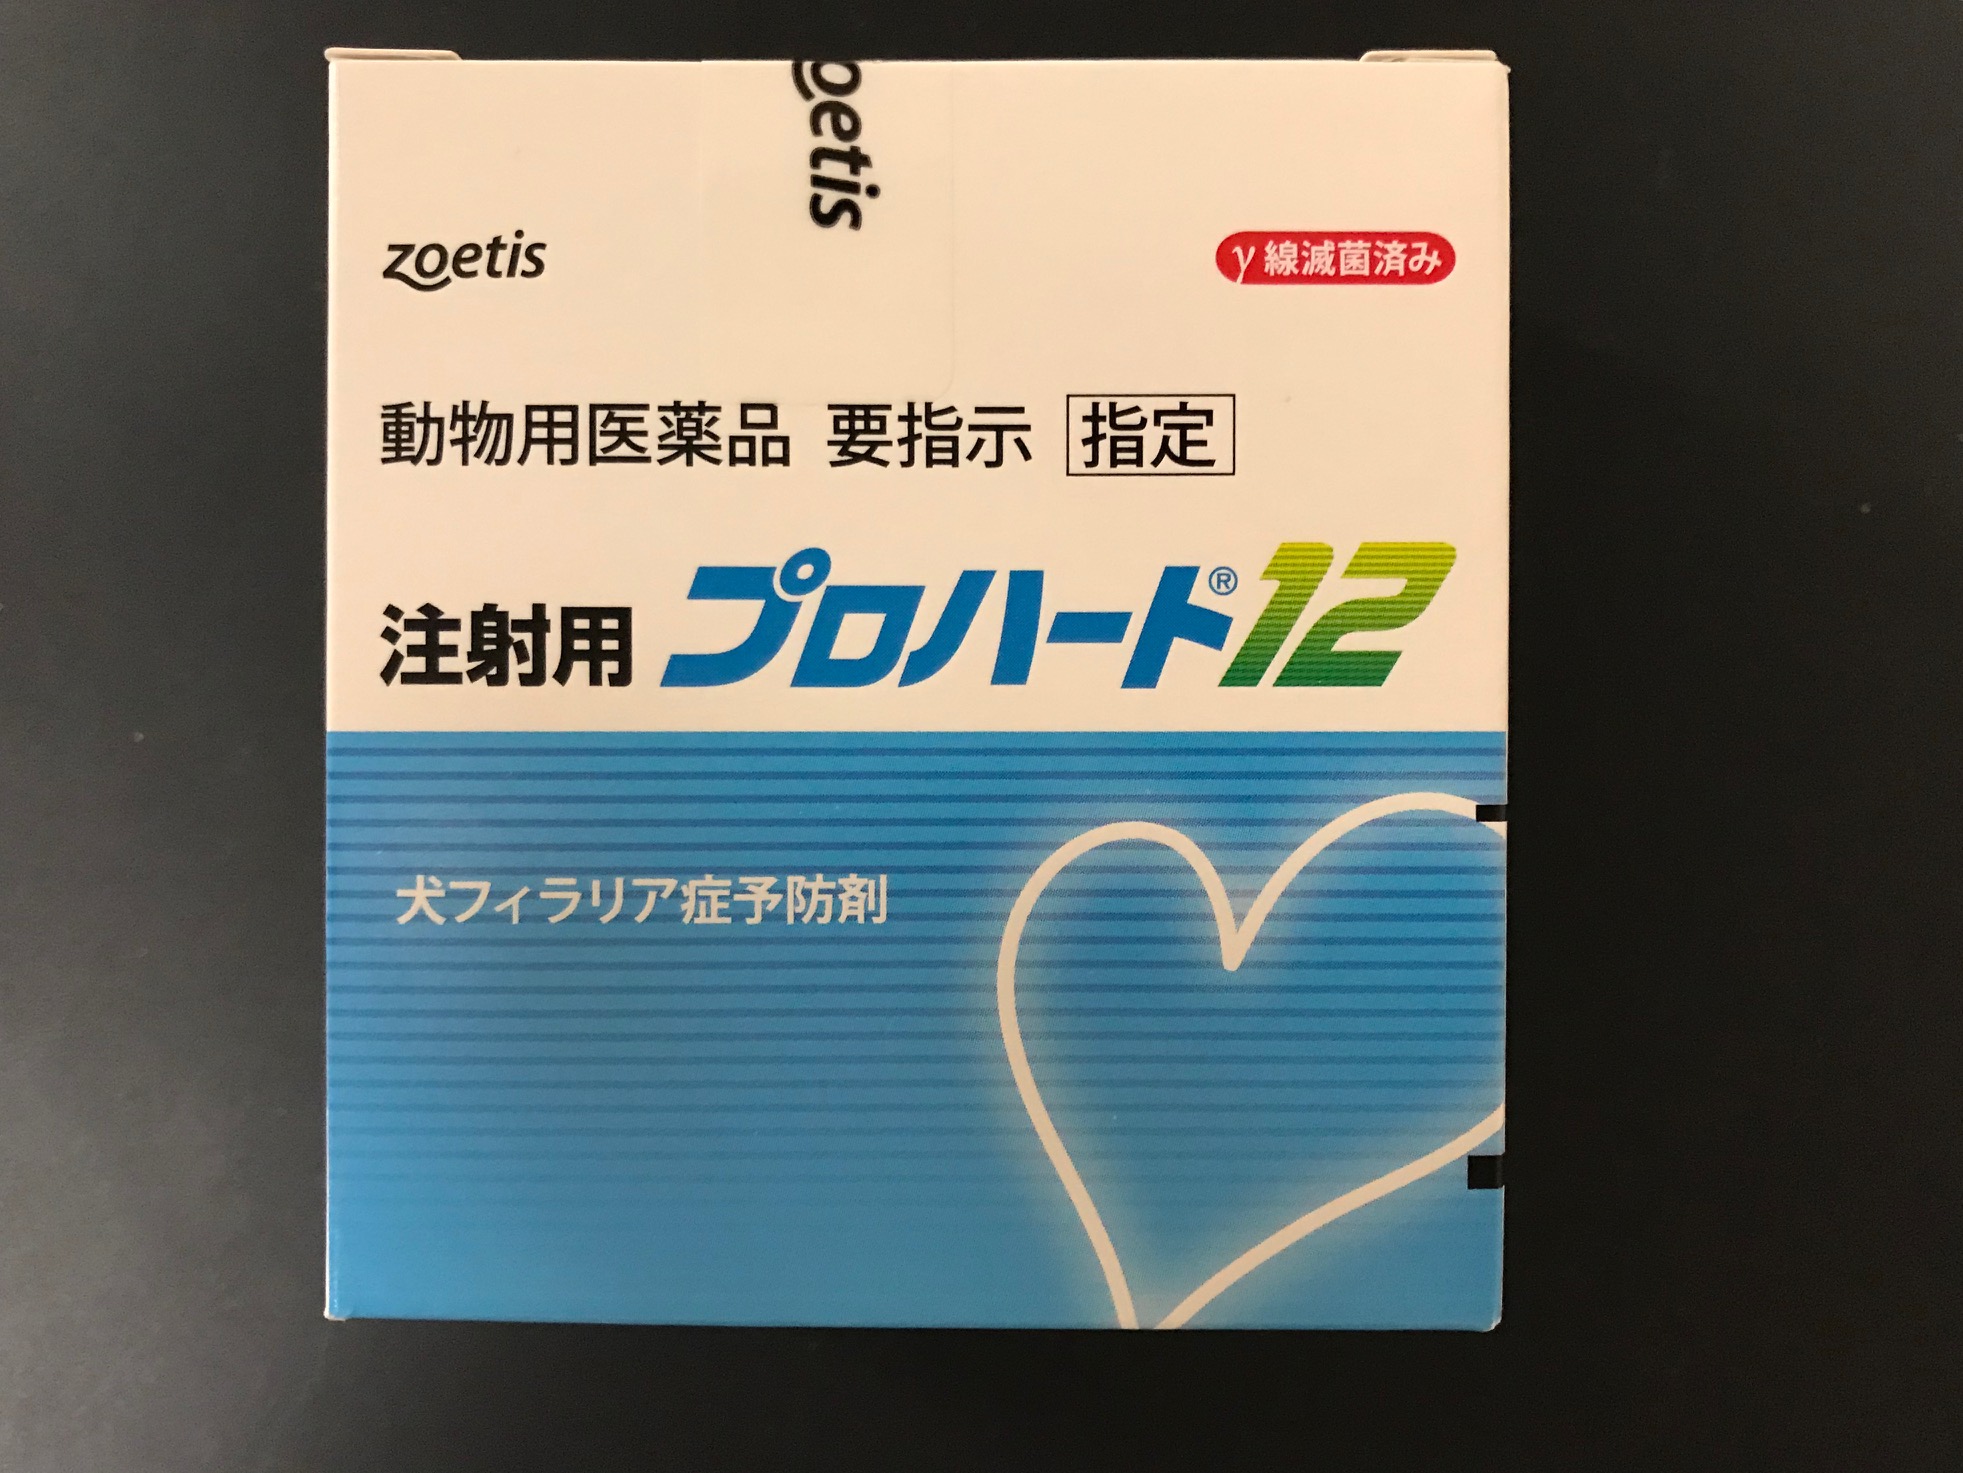 zoetis
zoetis
γ線滅菌済み
動物用医薬品 要指示 指定
注射用 プロハート®12
犬フィラリア症予防剤